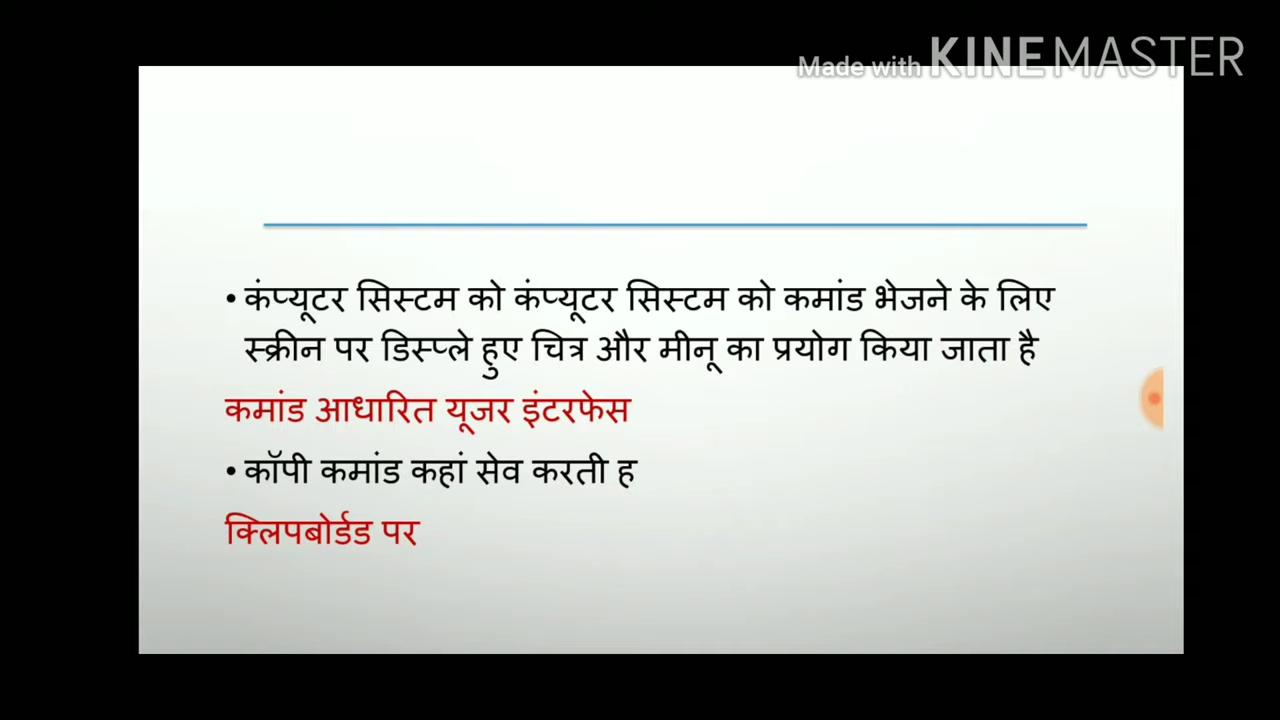 Made with KINEMASTER
• कंप्यूटर सिस्टम को कंप्यूटर सिस्टम को कमांड भेजने के लिए
स्क्रीन पर डिस्प्ले हुए चित्र और मीनू का प्रयोग किया जाता है
कमांड आधारित यूजर इंटरफेस
• कॉपी कमांड कहां सेव करती ह
क्लिपबोर्डड पर